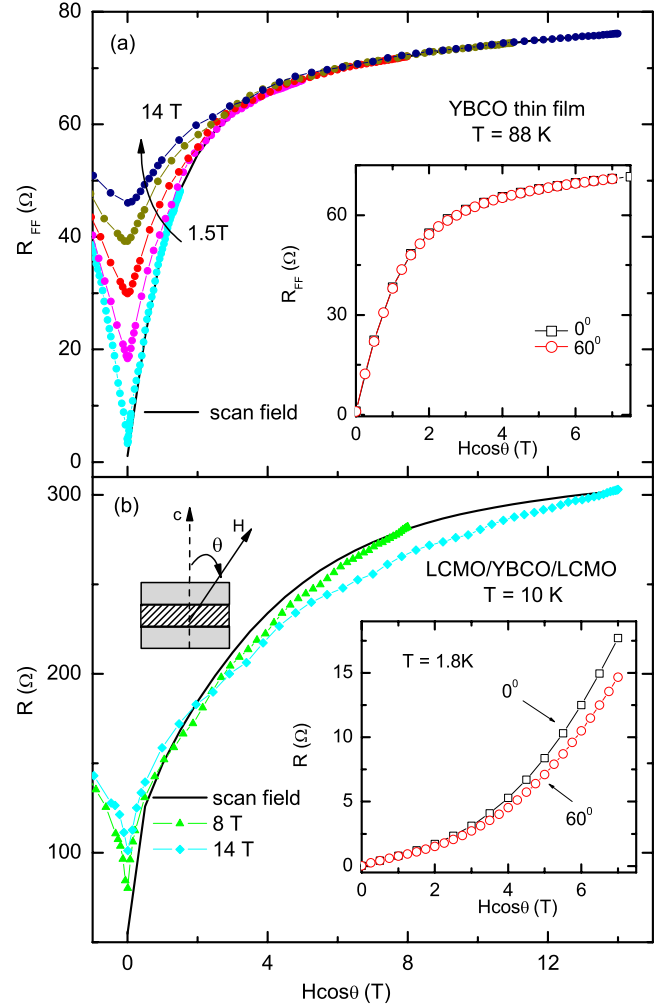 80
(a)
60
14 T
YBCO thin film
T = 88 K
R_FF (Ω)
40
1.5T
60
R_FF (Ω)
30
0⁰
60⁰
20
scan field
0
0 2 4 6
Hcosθ (T)
0
300
(b)
c
H
θ
LCMO/YBCO/LCMO
T = 10 K
R (Ω)
200
15
T = 1.8K
0⁰
10
R (Ω)
scan field
8 T
14 T
5
60⁰
100
0
0 2 4 6
Hcosθ (T)
0 4 8 12
Hcosθ (T)